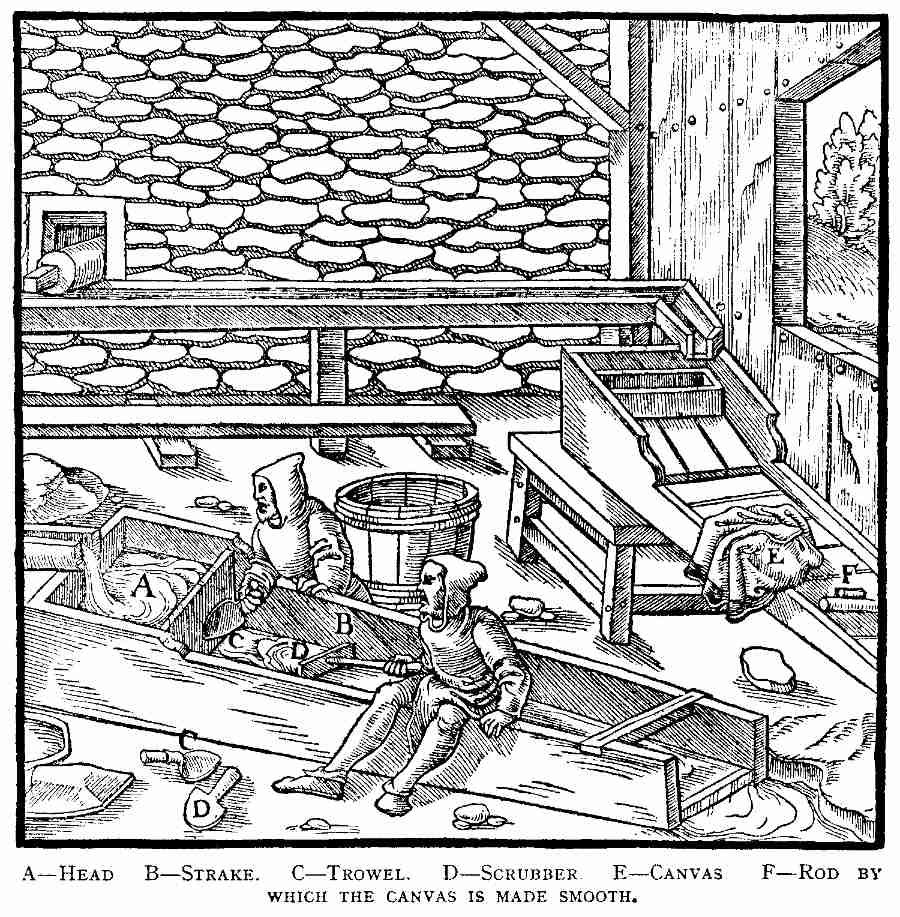 A
B
C
D
E
F
C
D
A—Head B—Strake. C—Trowel. D—Scrubber E—Canvas F—Rod by
which the canvas is made smooth.